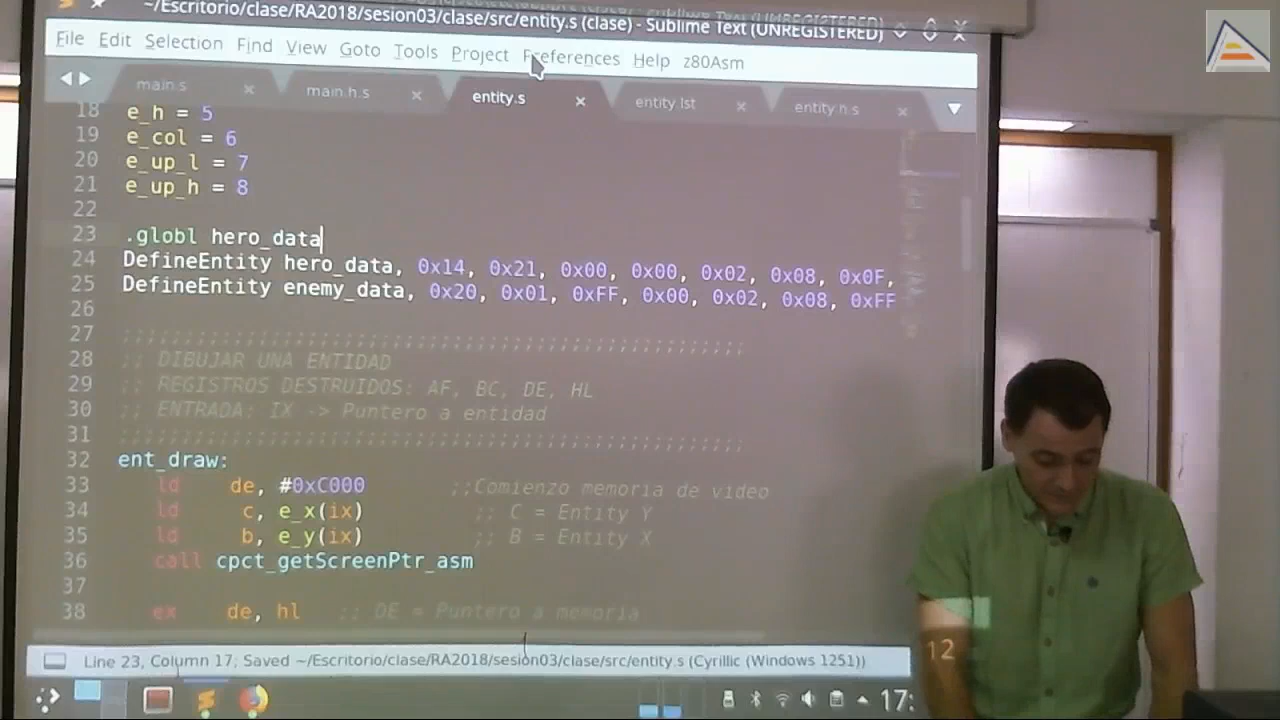 ~/Escritorio/clase/RA2018/sesion03/clase/src/entity.s (clase) - Sublime Text (UNREGISTERED)
File Edit Selection Find View Goto Tools Project Preferences Help z80Asm
main.s main.h.s entity.s entity.lst entity.h.s
18 e_h = 5
19 e_col = 6
20 e_up_l = 7
21 e_up_h = 8
22
23 .globl hero_data
24 DefineEntity hero_data, 0x14, 0x21, 0x00, 0x00, 0x02, 0x08, 0x0F,
25 DefineEntity enemy_data, 0x20, 0x01, 0xFF, 0x00, 0x02, 0x08, 0xFF
26
27 ;;;;;;;;;;;;;;;;;;;;;;;;;;;;;;;;;;;;;;;;;;;;;;;;;;;;
28 ;; DIBUJAR UNA ENTIDAD
29 ;; REGISTROS DESTRUIDOS: AF, BC, DE, HL
30 ;; ENTRADA: IX -> Puntero a entidad
31 ;;;;;;;;;;;;;;;;;;;;;;;;;;;;;;;;;;;;;;;;;;;;;;;;;;;;
32 ent_draw:
33 ld de, #0xC000 ;;Comienzo memoria de video
34 ld c, e_x(ix) ;; C = Entity Y
35 ld b, e_y(ix) ;; B = Entity X
36 call cpct_getScreenPtr_asm
37
38 ex de, hl ;; DE = Puntero a memoria
Line 23, Column 17; Saved ~/Escritorio/clase/RA2018/sesion03/clase/src/entity.s (Cyrillic (Windows 1251))
17:
12